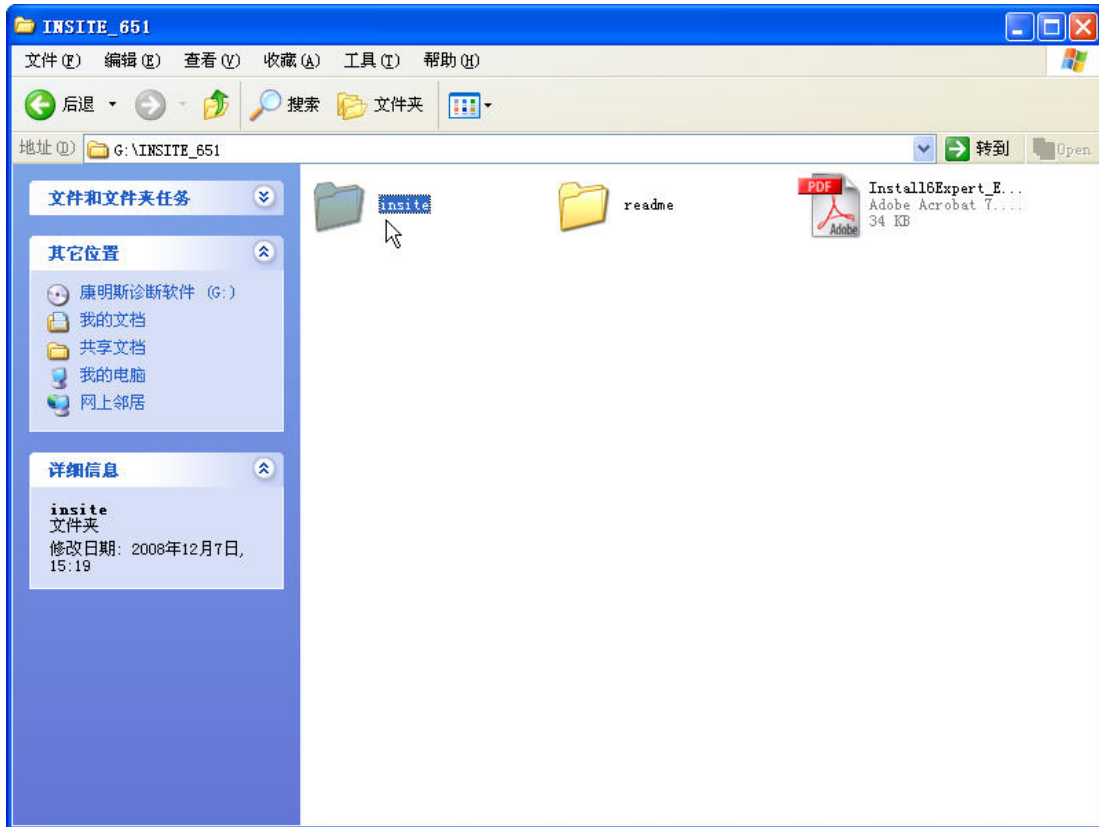 INSITE_651
文件(F) 编辑(E) 查看(V) 收藏(A) 工具(T) 帮助(H)
后退 搜索 文件夹
地址(D) G:\INSITE_651 转到 Open
文件和文件夹任务
其它位置
康明斯诊断软件 (G:)
我的文档
共享文档
我的电脑
网上邻居
详细信息
insite
文件夹
修改日期: 2008年12月7日,
15:19
insite
readme
PDF
Adobe
Install6Expert_E...
Adobe Acrobat 7....
34 KB